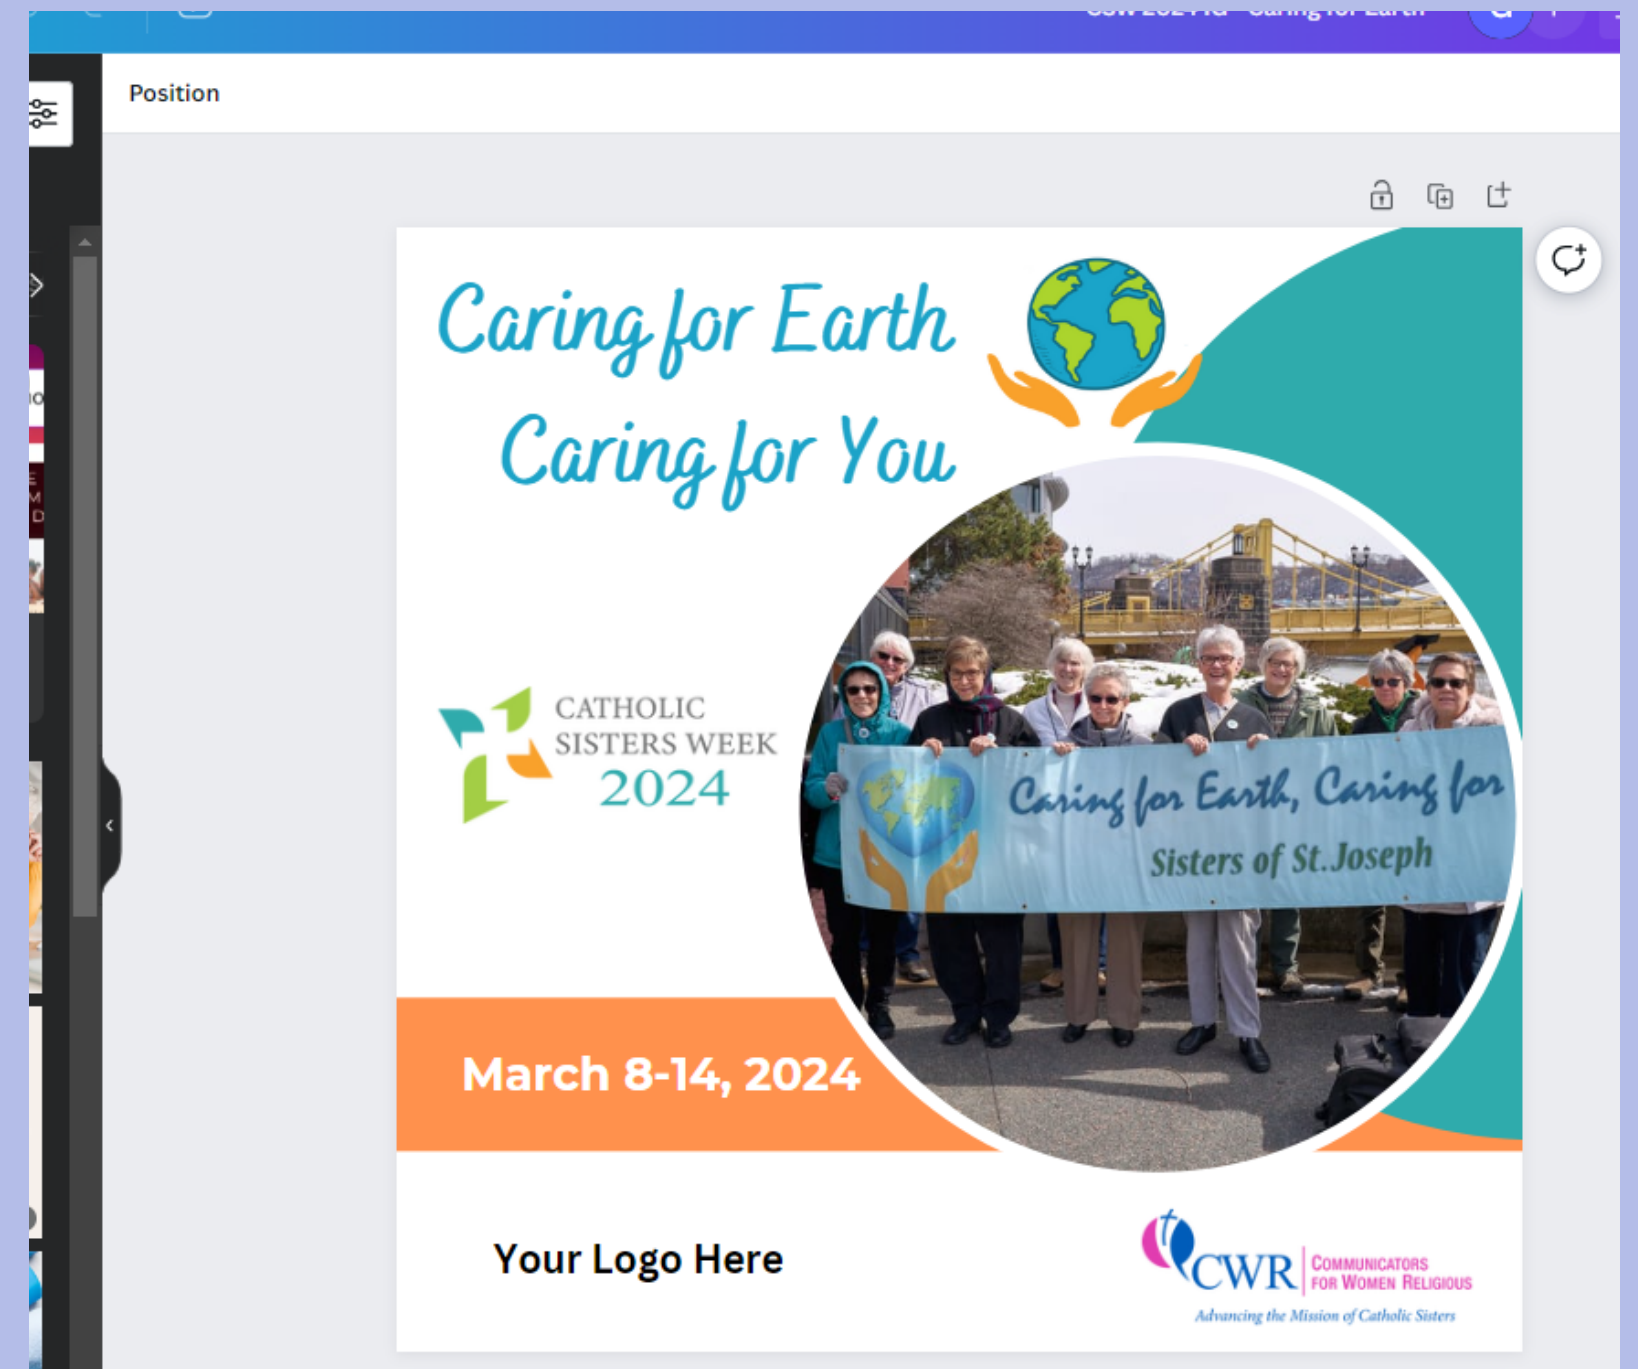 Position
Caring for Earth
Caring for You
CATHOLIC
SISTERS WEEK
2024
Caring for Earth, Caring for
Sisters of St. Joseph
March 8-14, 2024
Your Logo Here
CWR
COMMUNICATORS
FOR WOMEN RELIGIOUS
Advancing the Mission of Catholic Sisters